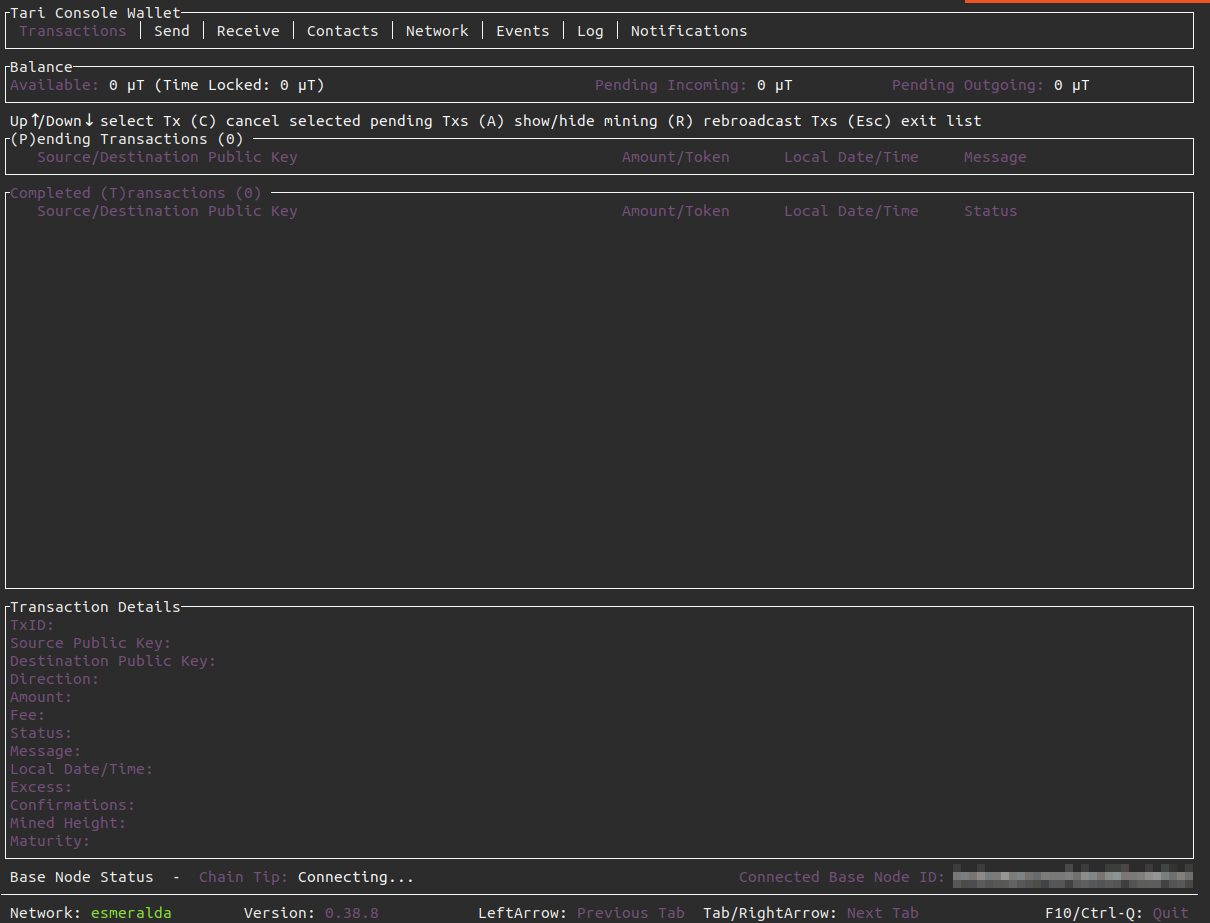 Tari Console Wallet
Transactions │ Send │ Receive │ Contacts │ Network │ Events │ Log │ Notifications
Balance
Available: 0 µT (Time Locked: 0 µT) Pending Incoming: 0 µT Pending Outgoing: 0 µT
Up↑/Down↓ select Tx (C) cancel selected pending Txs (A) show/hide mining (R) rebroadcast Txs (Esc) exit list
(P)ending Transactions (0)
Source/Destination Public Key Amount/Token Local Date/Time Message
Completed (T)ransactions (0)
Source/Destination Public Key Amount/Token Local Date/Time Status
Transaction Details
TxID:
Source Public Key:
Destination Public Key:
Direction:
Amount:
Fee:
Status:
Message:
Local Date/Time:
Excess:
Confirmations:
Mined Height:
Maturity:
Base Node Status - Chain Tip: Connecting... Connected Base Node ID:
Network: esmeralda Version: 0.38.8 LeftArrow: Previous Tab Tab/RightArrow: Next Tab F10/Ctrl-Q: Quit